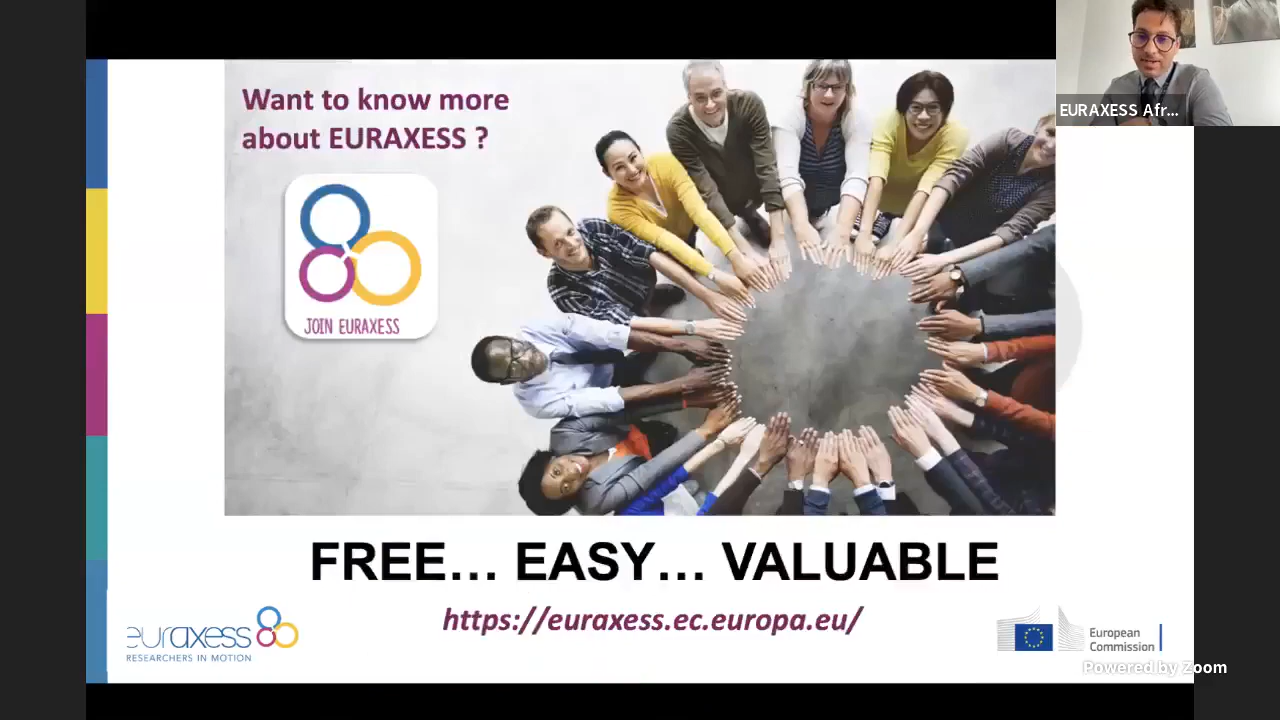 Want to know more
about EURAXESS ?
JOIN EURAXESS
EURAXESS Afr...
FREE... EASY... VALUABLE
https://euraxess.ec.europa.eu/
euraxess
RESEARCHERS IN MOTION
European
Commission
Powered by Zoom